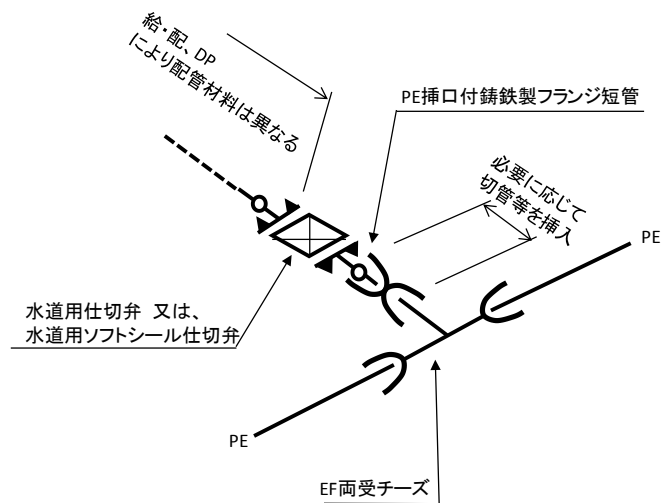 給・配、DP
により配管材料は異なる
PE挿口付鋳鉄製フランジ短管
必要に応じて
切管等を挿入
PE
水道用仕切弁 又は、
水道用ソフトシール仕切弁
PE
EF両受チーズ